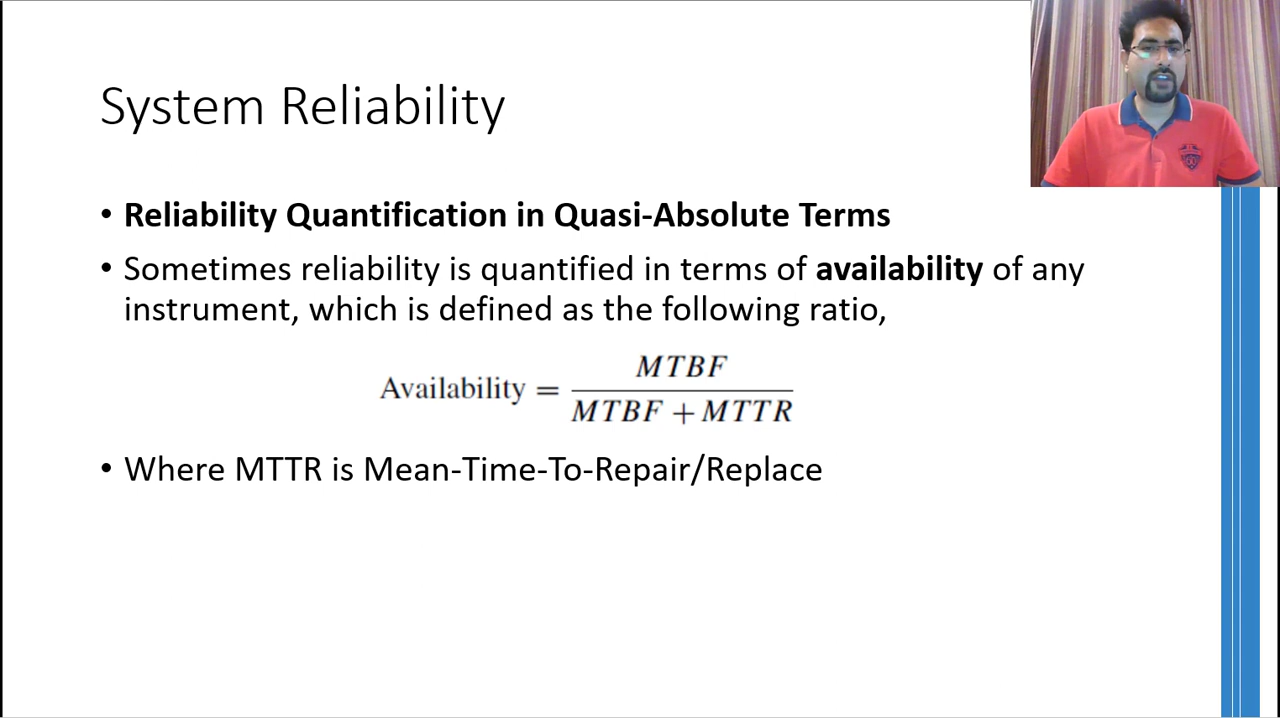 System Reliability
• Reliability Quantification in Quasi-Absolute Terms
• Sometimes reliability is quantified in terms of availability of any
instrument, which is defined as the following ratio,
Availability = MTBF / MTBF + MTTR
• Where MTTR is Mean-Time-To-Repair/Replace